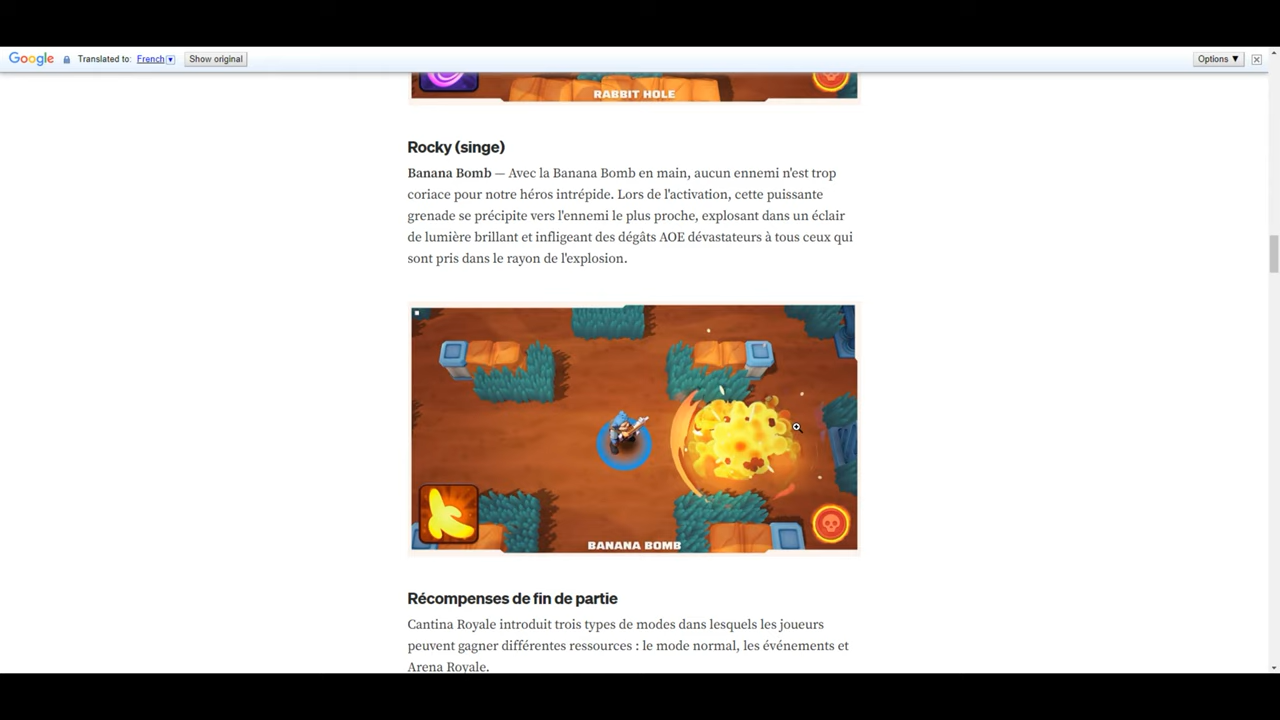 Google Translated to: French Show original Options ▼
RABBIT HOLE
Rocky (singe)
Banana Bomb — Avec la Banana Bomb en main, aucun ennemi n'est trop
coriace pour notre héros intrépide. Lors de l'activation, cette puissante
grenade se précipite vers l'ennemi le plus proche, explosant dans un éclair
de lumière brillant et infligeant des dégâts AOE dévastateurs à tous ceux qui
sont pris dans le rayon de l'explosion.
BANANA BOMB
Récompenses de fin de partie
Cantina Royale introduit trois types de modes dans lesquels les joueurs
peuvent gagner différentes ressources : le mode normal, les événements et
Arena Royale.